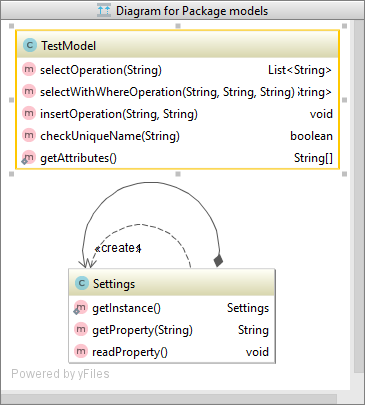 Diagram for Package models
C TestModel
m selectOperation(String) List<String>
m selectWithWhereOperation(String, String, String) String>
m insertOperation(String, String) void
m checkUniqueName(String) boolean
m getAttributes() String[]
«create»
C Settings
m getInstance() Settings
m getProperty(String) String
m readProperty() void
Powered by yFiles